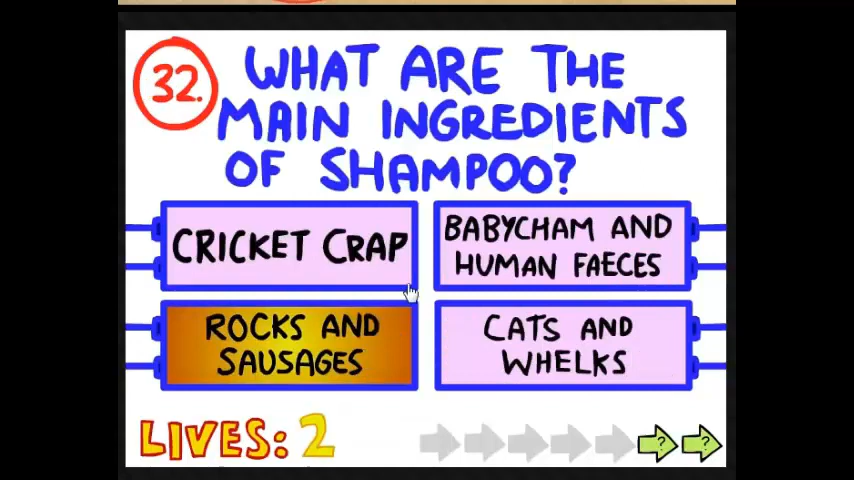 32. WHAT ARE THE
MAIN INGREDIENTS
OF SHAMPOO?
CRICKET CRAP
BABYCHAM AND
HUMAN FAECES
ROCKS AND
SAUSAGES
CATS AND
WHELKS
LIVES: 2
? ?